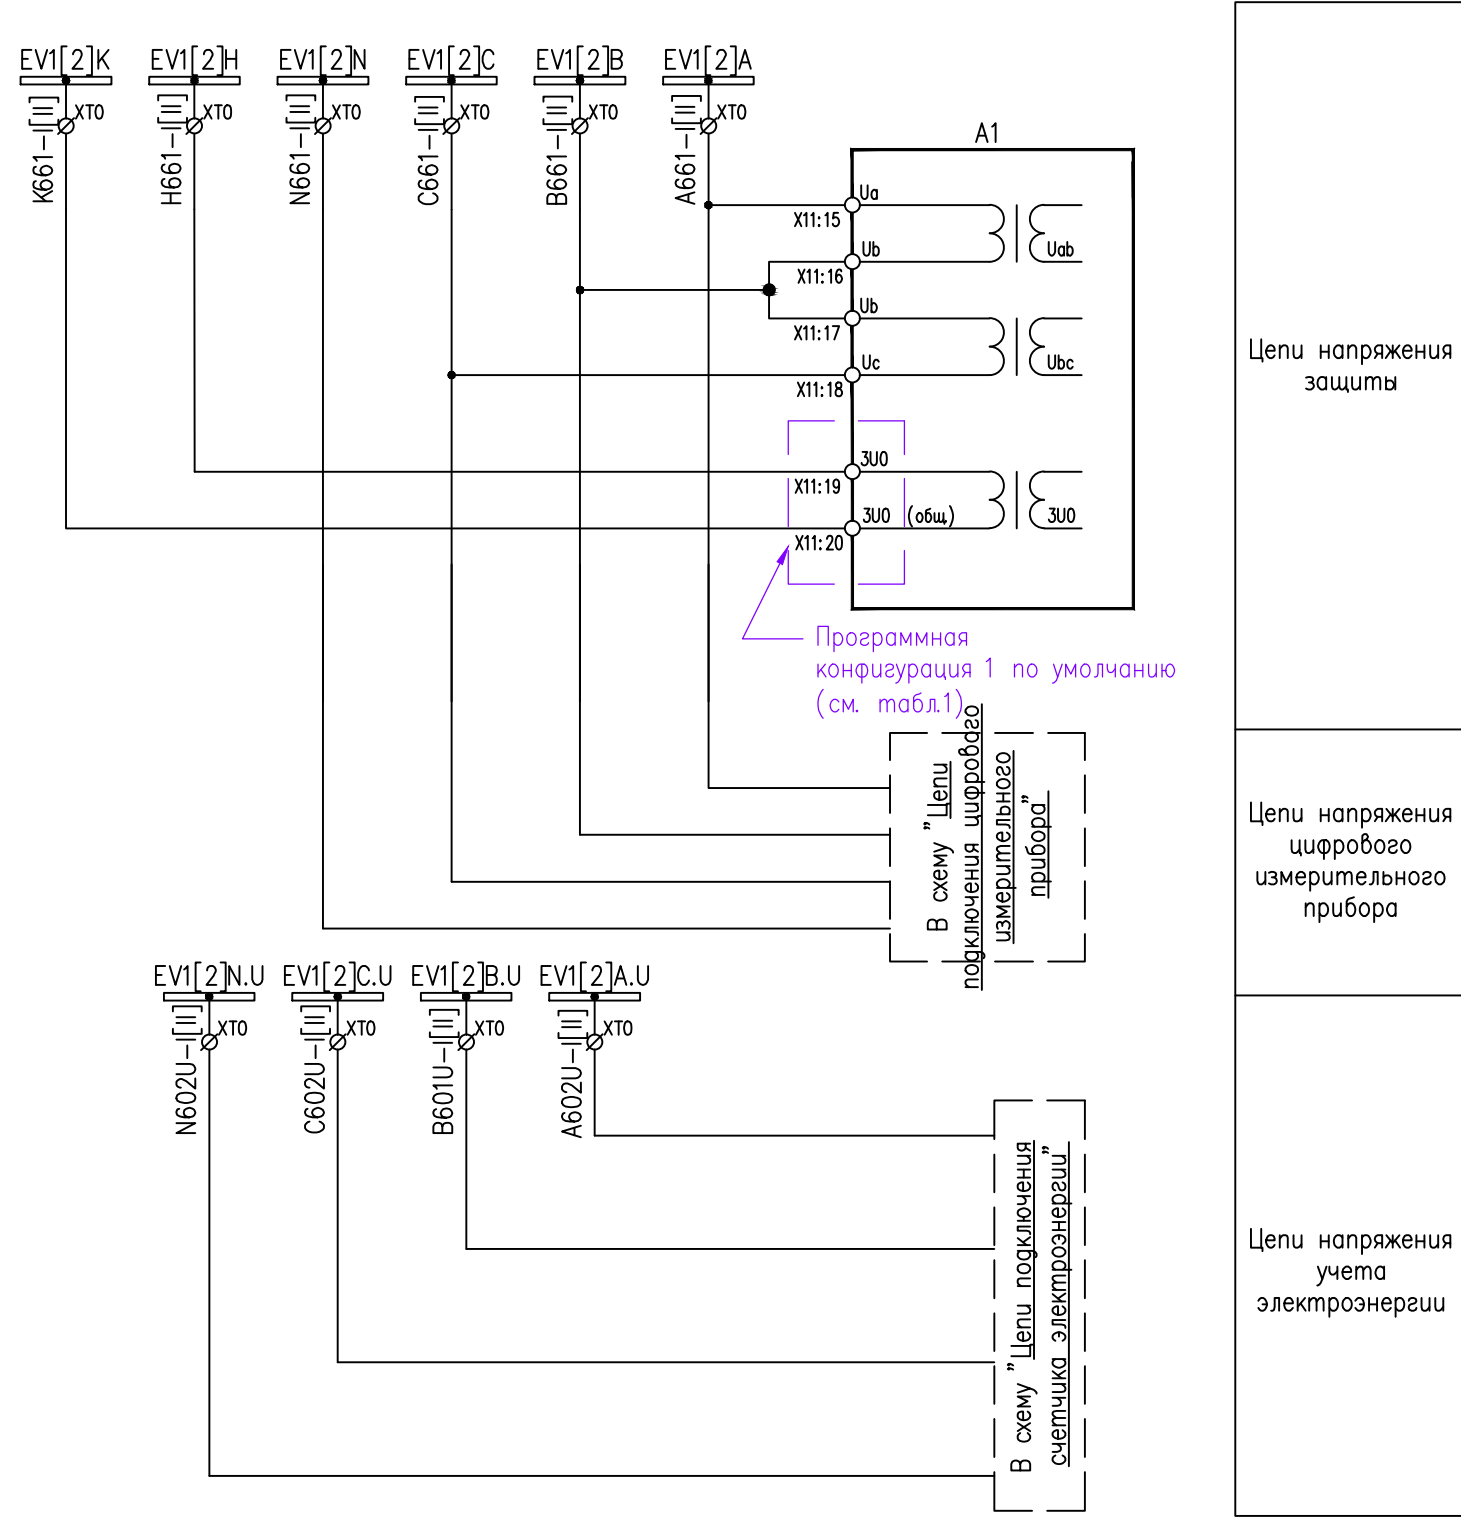 EV1[2]K
EV1[2]H
EV1[2]N
EV1[2]C
EV1[2]B
EV1[2]A
XT0
XT0
XT0
XT0
XT0
XT0
K661-I[II]
H661-I[II]
N661-I[II]
C661-I[II]
B661-I[II]
A661-I[II]
A1
Ua
X11:15
Ub
X11:16
Uab
Ub
X11:17
Uc
X11:18
Ubc
3U0
X11:19
3U0 (общ.)
X11:20
3U0
Программная
конфигурация 1 по умолчанию
(см. табл.1)
В схему "Цепи
подключения цифрового
измерительного
прибора"
EV1[2]N.U
EV1[2]C.U
EV1[2]B.U
EV1[2]A.U
XT0
XT0
XT0
XT0
N602U-I[II]
C602U-I[II]
B601U-I[II]
A602U-I[II]
В схему "Цепи подключения
счетчика электроэнергии"
Цепи напряжения
защиты
Цепи напряжения
цифрового
измерительного
прибора
Цепи напряжения
учета
электроэнергии